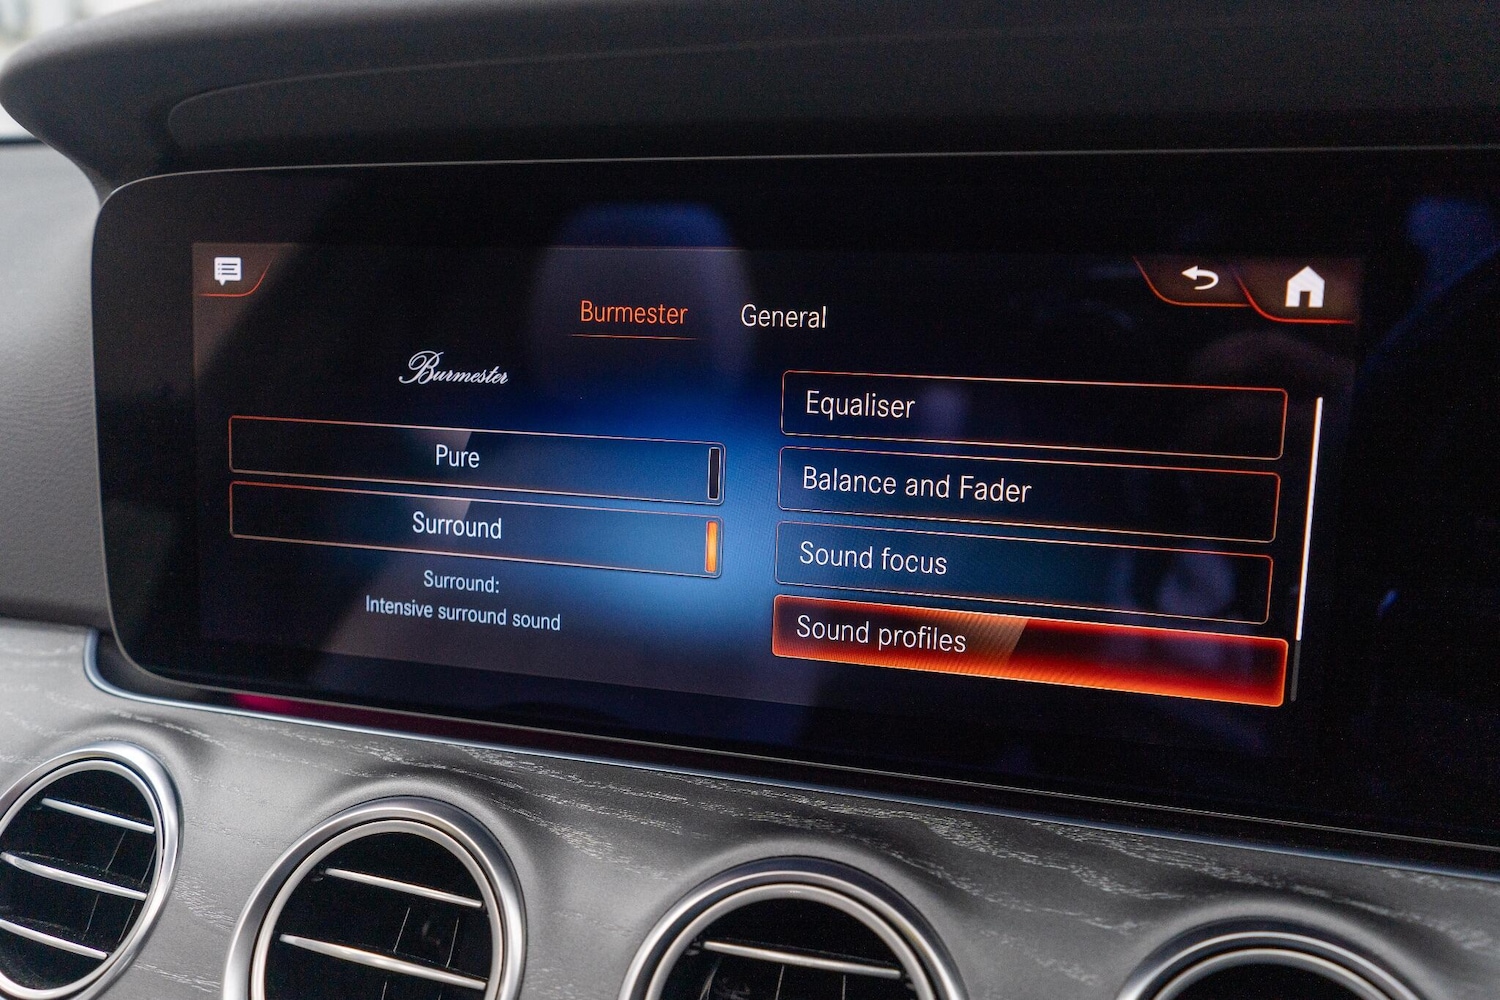 Burmester
General
Burmester
Pure
Surround
Surround:
Intensive surround sound
Equaliser
Balance and Fader
Sound focus
Sound profiles